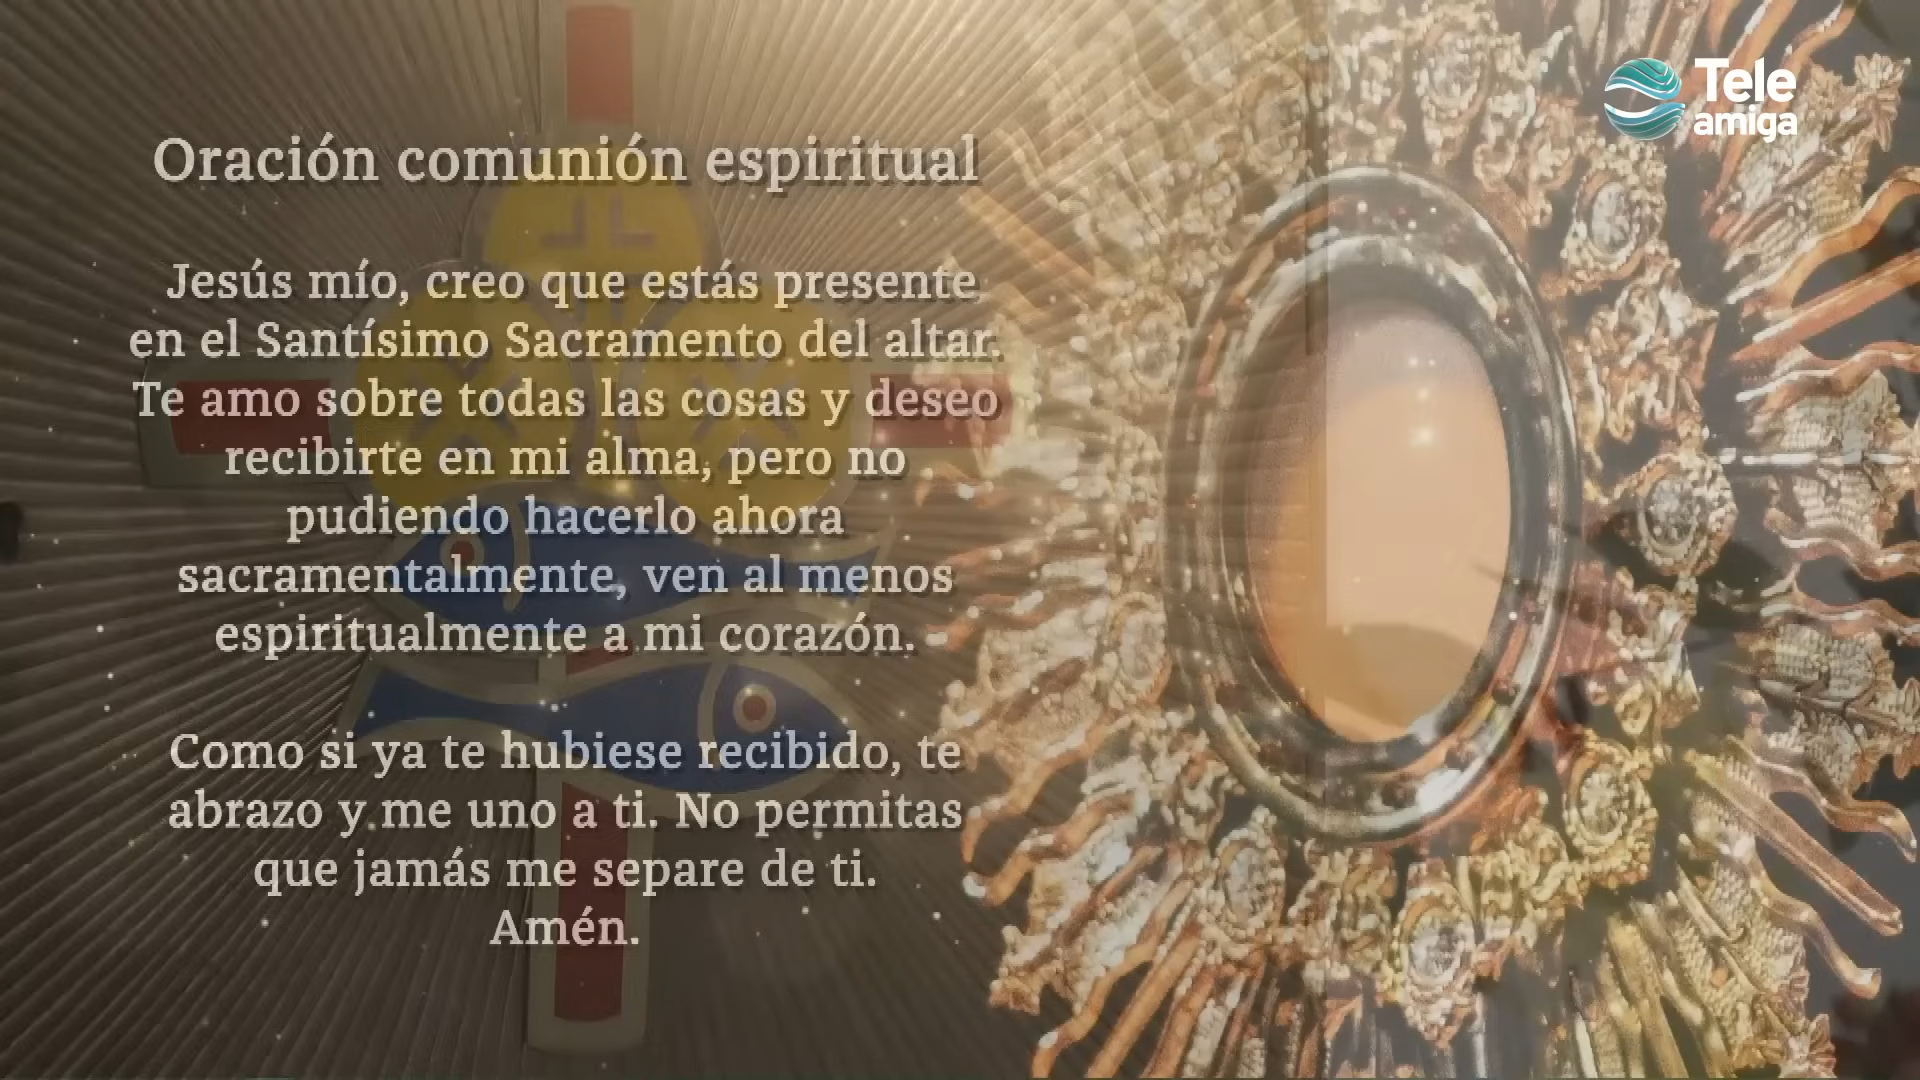 Tele
amiga
Oración comunión espiritual
Jesús mío, creo que estás presente
en el Santísimo Sacramento del altar.
Te amo sobre todas las cosas y deseo
recibirte en mi alma, pero no
pudiendo hacerlo ahora
sacramentalmente, ven al menos
espiritualmente a mi corazón.
Como si ya te hubiese recibido, te
abrazo y me uno a ti. No permitas
que jamás me separe de ti.
Amén.